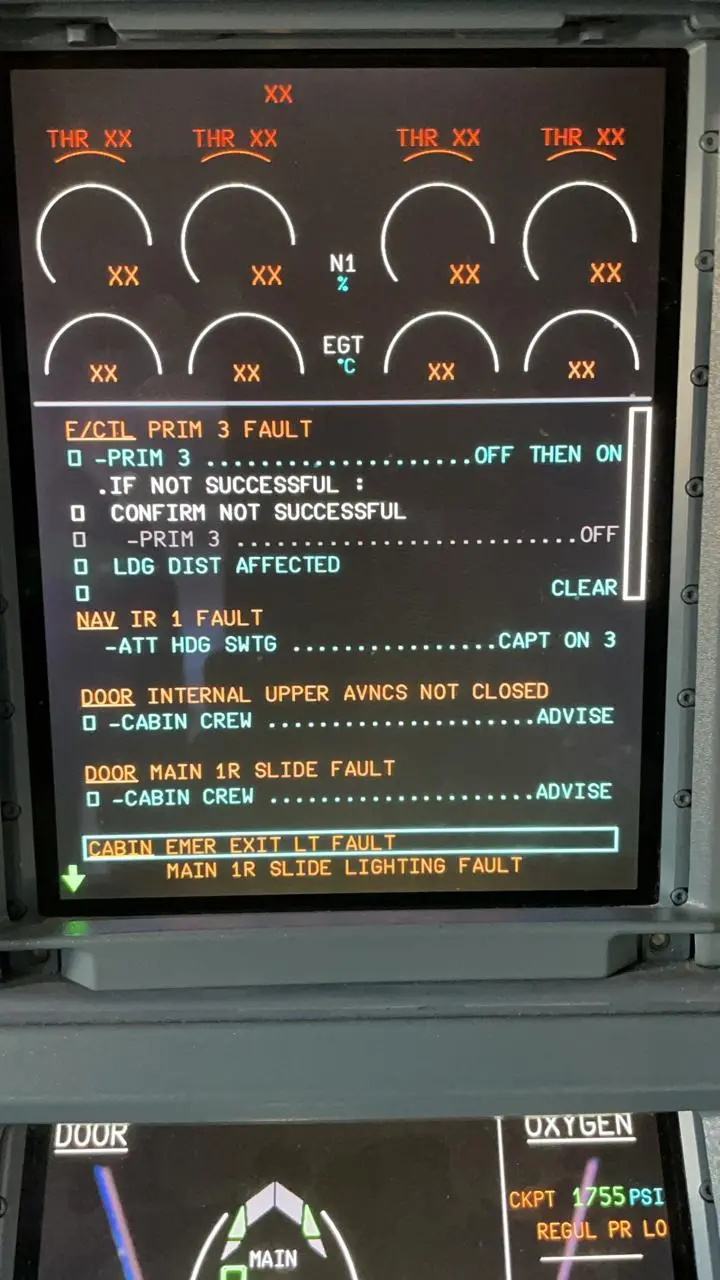 XX
THR XX THR XX THR XX THR XX
XX XX N1 XX XX
%
XX XX EGT XX XX
°C
F/CTL PRIM 3 FAULT
-PRIM 3 ......................OFF THEN ON
.IF NOT SUCCESSFUL :
CONFIRM NOT SUCCESSFUL
-PRIM 3 ............................OFF
LDG DIST AFFECTED
CLEAR
NAV IR 1 FAULT
-ATT HDG SWTG .................CAPT ON 3
DOOR INTERNAL UPPER AVNCS NOT CLOSED
-CABIN CREW ......................ADVISE
DOOR MAIN 1R SLIDE FAULT
-CABIN CREW ......................ADVISE
CABIN EMER EXIT LT FAULT
MAIN 1R SLIDE LIGHTING FAULT
DOOR OXYGEN
CKPT 1755 PSI
REGUL PR LO
MAIN